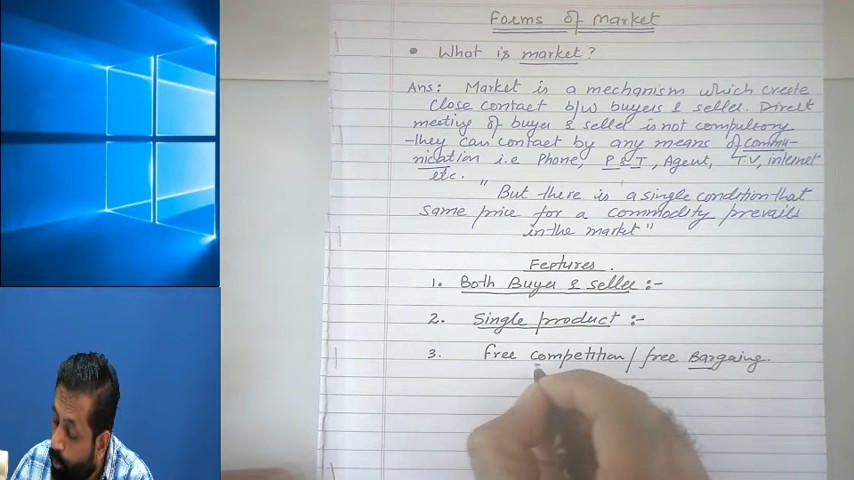 Forms of Market
• What is market?
Ans: Market is a mechanism which create
close contact b/w buyers & seller. Direct
meeting of buyer & seller is not compulsory
they can contact by any means of commu-
nication i.e Phone, P & T, Agent, T.V, internet
etc.
" But there is a single condition that
same price for a commodity prevails
in the market "
Features.
1. Both Buyer & seller :-
2. Single product :-
3. free competition / free Bargaing.